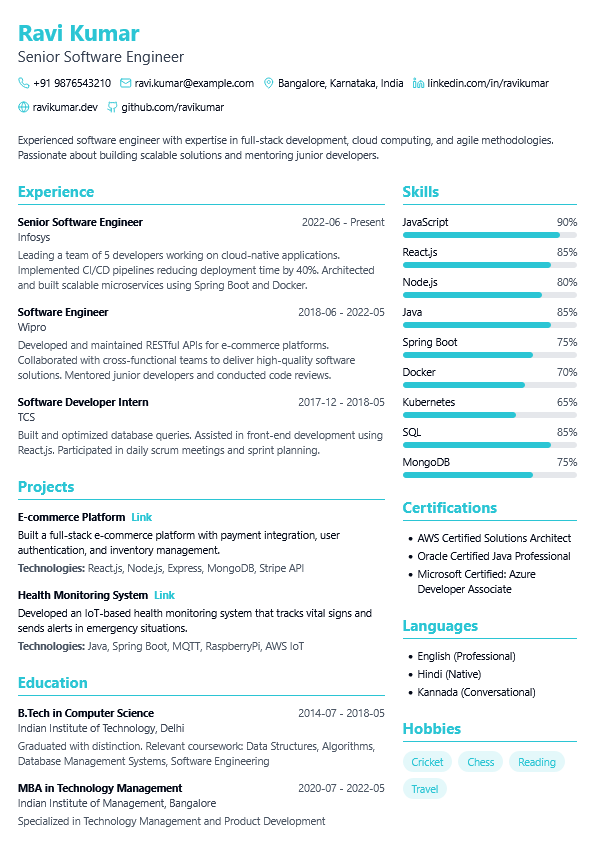 Ravi Kumar
Senior Software Engineer
+91 9876543210 ravi.kumar@example.com Bangalore, Karnataka, India linkedin.com/in/ravikumar
ravikumar.dev github.com/ravikumar
Experienced software engineer with expertise in full-stack development, cloud computing, and agile methodologies.
Passionate about building scalable solutions and mentoring junior developers.
Experience
Senior Software Engineer 2022-06 - Present
Infosys
Leading a team of 5 developers working on cloud-native applications.
Implemented CI/CD pipelines reducing deployment time by 40%. Architected
and built scalable microservices using Spring Boot and Docker.
Software Engineer 2018-06 - 2022-05
Wipro
Developed and maintained RESTful APIs for e-commerce platforms.
Collaborated with cross-functional teams to deliver high-quality software
solutions. Mentored junior developers and conducted code reviews.
Software Developer Intern 2017-12 - 2018-05
TCS
Built and optimized database queries. Assisted in front-end development using
React.js. Participated in daily scrum meetings and sprint planning.
Projects
E-commerce Platform Link
Built a full-stack e-commerce platform with payment integration, user
authentication, and inventory management.
Technologies: React.js, Node.js, Express, MongoDB, Stripe API
Health Monitoring System Link
Developed an IoT-based health monitoring system that tracks vital signs and
sends alerts in emergency situations.
Technologies: Java, Spring Boot, MQTT, RaspberryPi, AWS IoT
Education
B.Tech in Computer Science 2014-07 - 2018-05
Indian Institute of Technology, Delhi
Graduated with distinction. Relevant coursework: Data Structures, Algorithms,
Database Management Systems, Software Engineering
MBA in Technology Management 2020-07 - 2022-05
Indian Institute of Management, Bangalore
Specialized in Technology Management and Product Development
Skills
JavaScript 90%
React.js 85%
Node.js 80%
Java 85%
Spring Boot 75%
Docker 70%
Kubernetes 65%
SQL 85%
MongoDB 75%
Certifications
• AWS Certified Solutions Architect
• Oracle Certified Java Professional
• Microsoft Certified: Azure
Developer Associate
Languages
• English (Professional)
• Hindi (Native)
• Kannada (Conversational)
Hobbies
Cricket Chess Reading
Travel